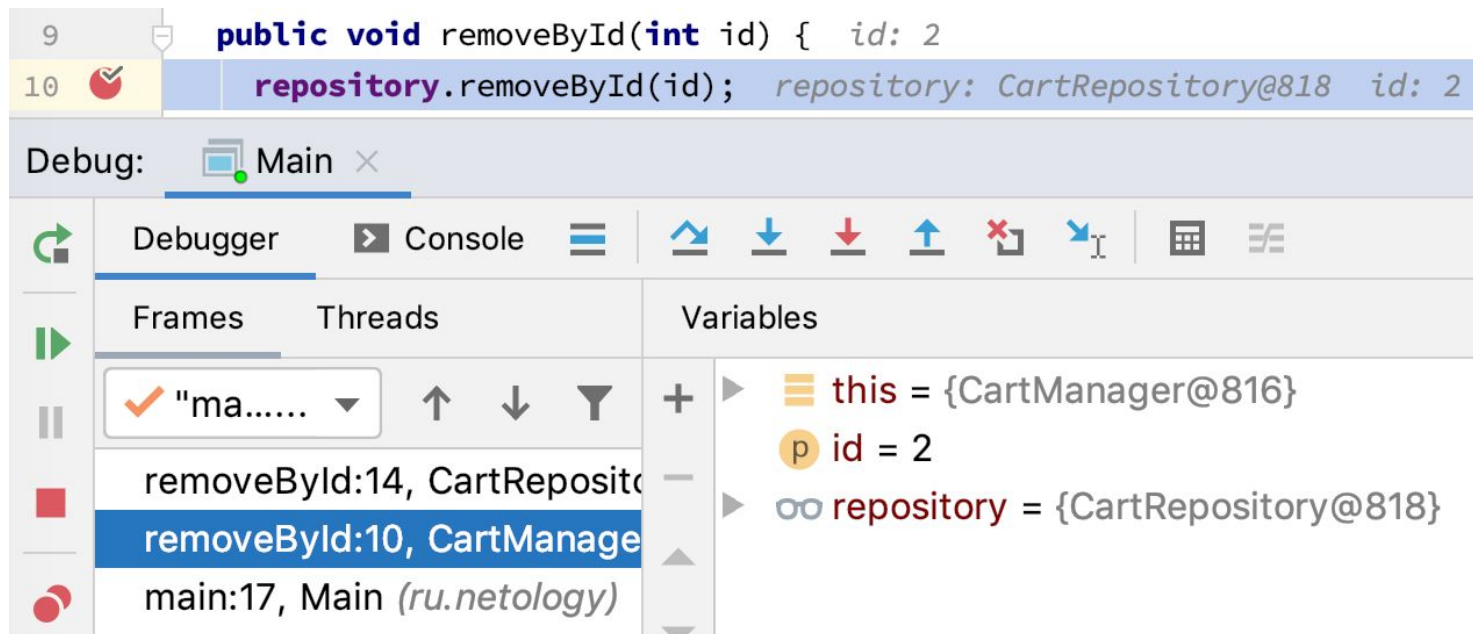 9 public void removeById(int id) { id: 2
10 repository.removeById(id); repository: CartRepository@818 id: 2
Debug: Main
Debugger Console
Frames Threads Variables
"ma...... this = {CartManager@816}
p id = 2
removeById:14, CartReposito
repository = {CartRepository@818}
removeById:10, CartManage
main:17, Main (ru.netology)